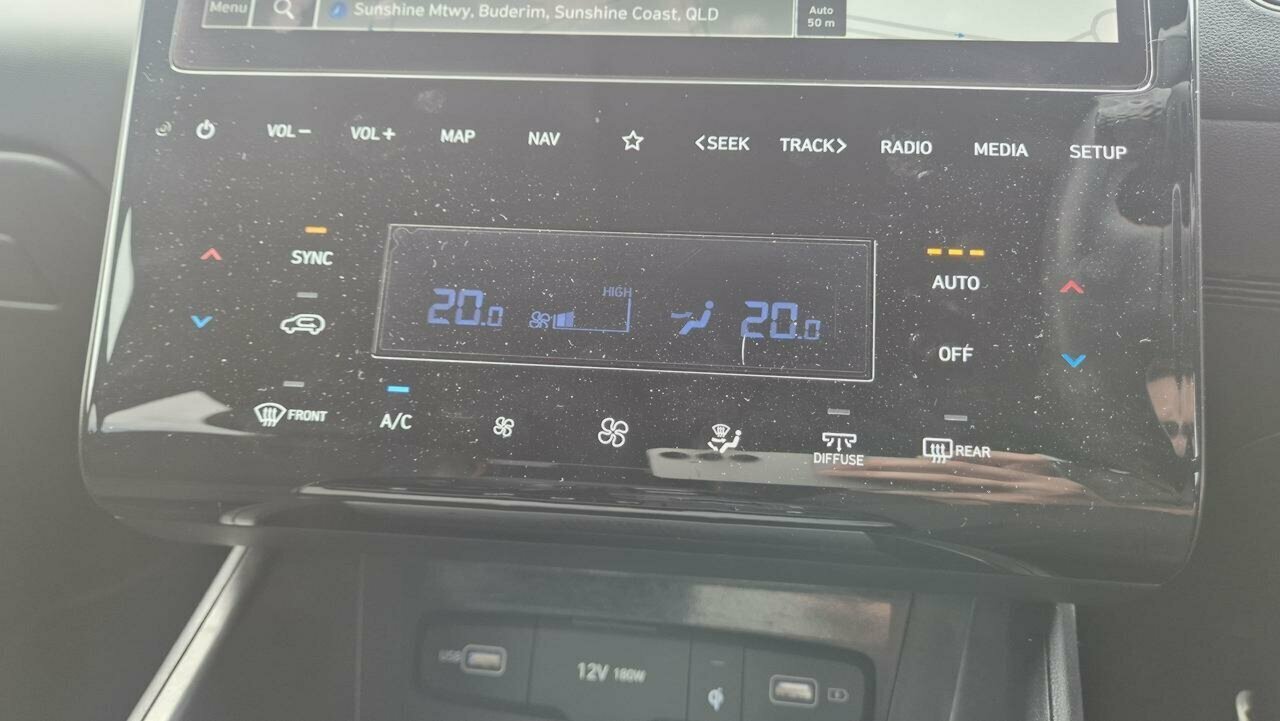 Menu
Sunshine Mtwy, Buderim, Sunshine Coast, QLD
Auto
50 m
VOL−
VOL+
MAP
NAV
<SEEK
TRACK>
RADIO
MEDIA
SETUP
SYNC
AUTO
HIGH
20.0
20.0
OFF
FRONT
A/C
DIFFUSE
REAR
USB
12V 180W